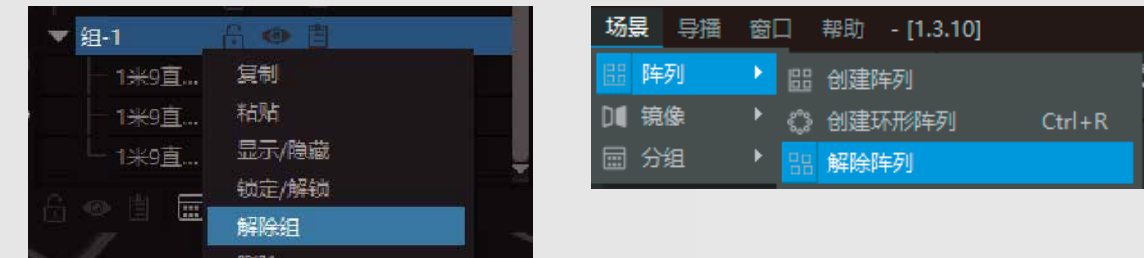 组-1
1米9直...
1米9直...
1米9直...
复制
粘贴
显示/隐藏
锁定/解锁
解除组
场景 导播 窗口 帮助 - [1.3.10]
阵列
镜像
分组
创建阵列
创建环形阵列 Ctrl+R
解除阵列